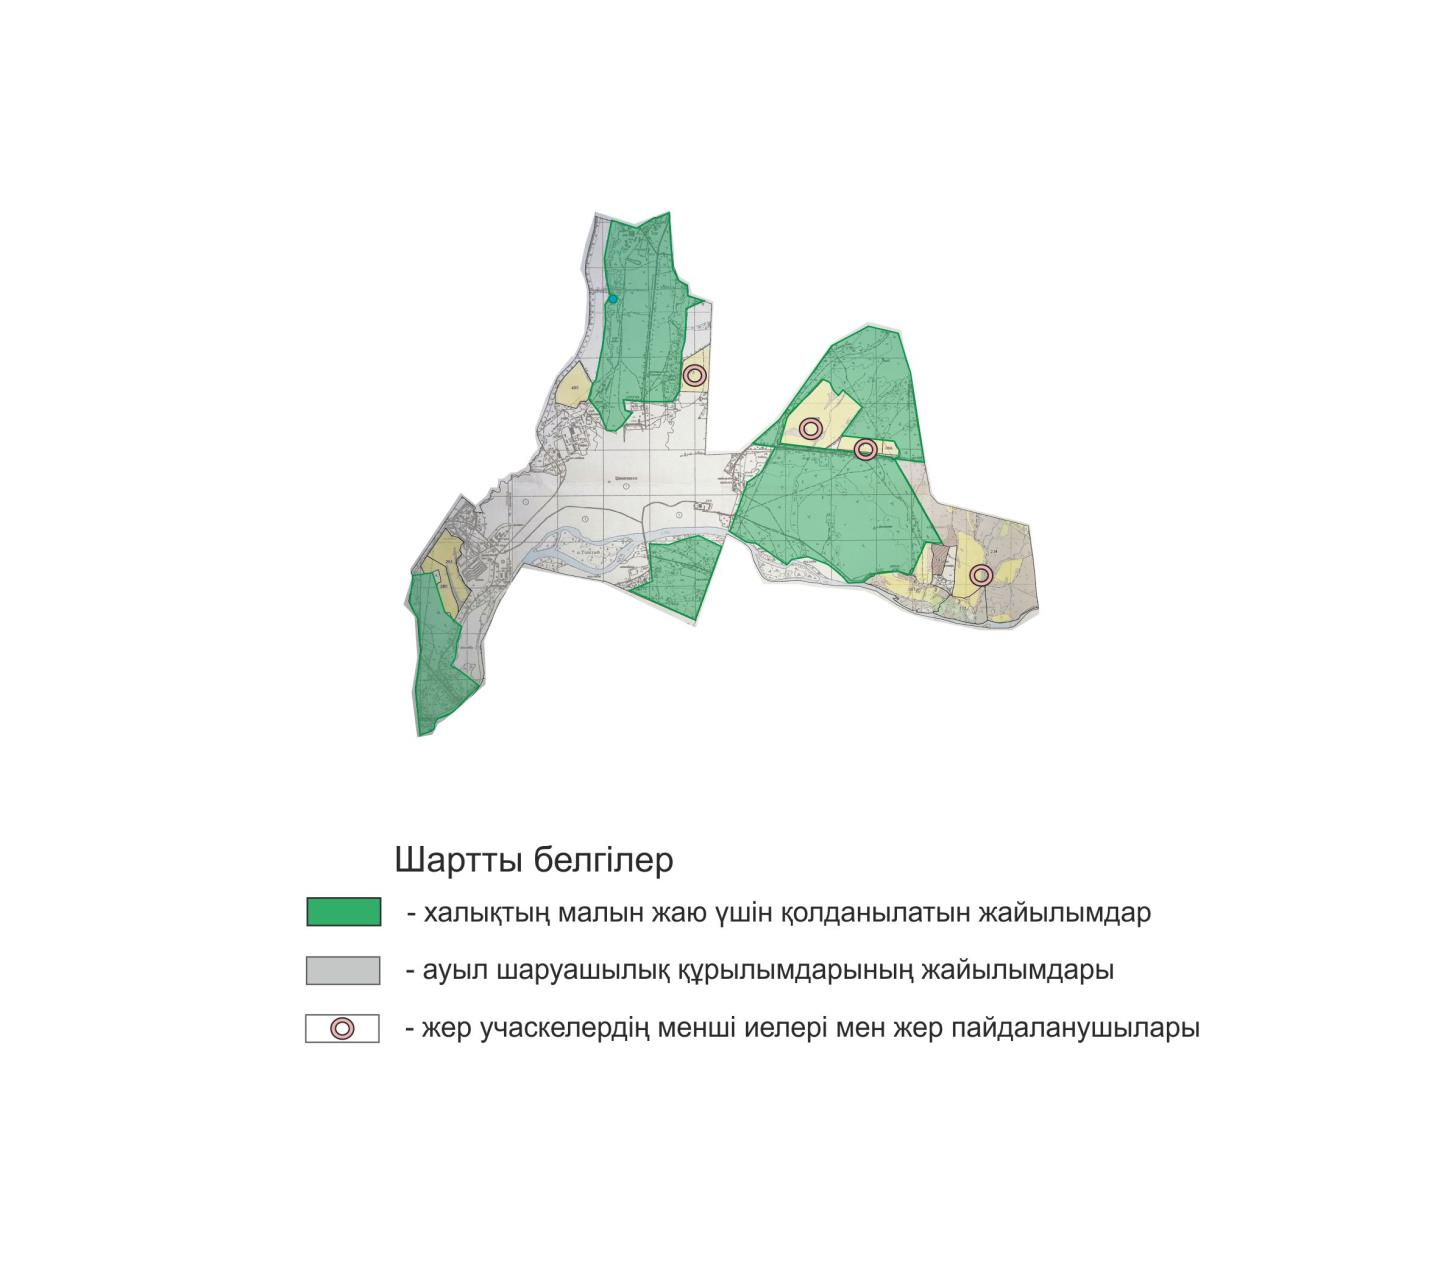 Шартты белгілер
- халықтың малын жаю үшін қолданылатын жайылымдар
- ауыл шаруашылық құрылымдарының жайылымдары
- жер учаскелердің менші иелері мен жер пайдаланушылары